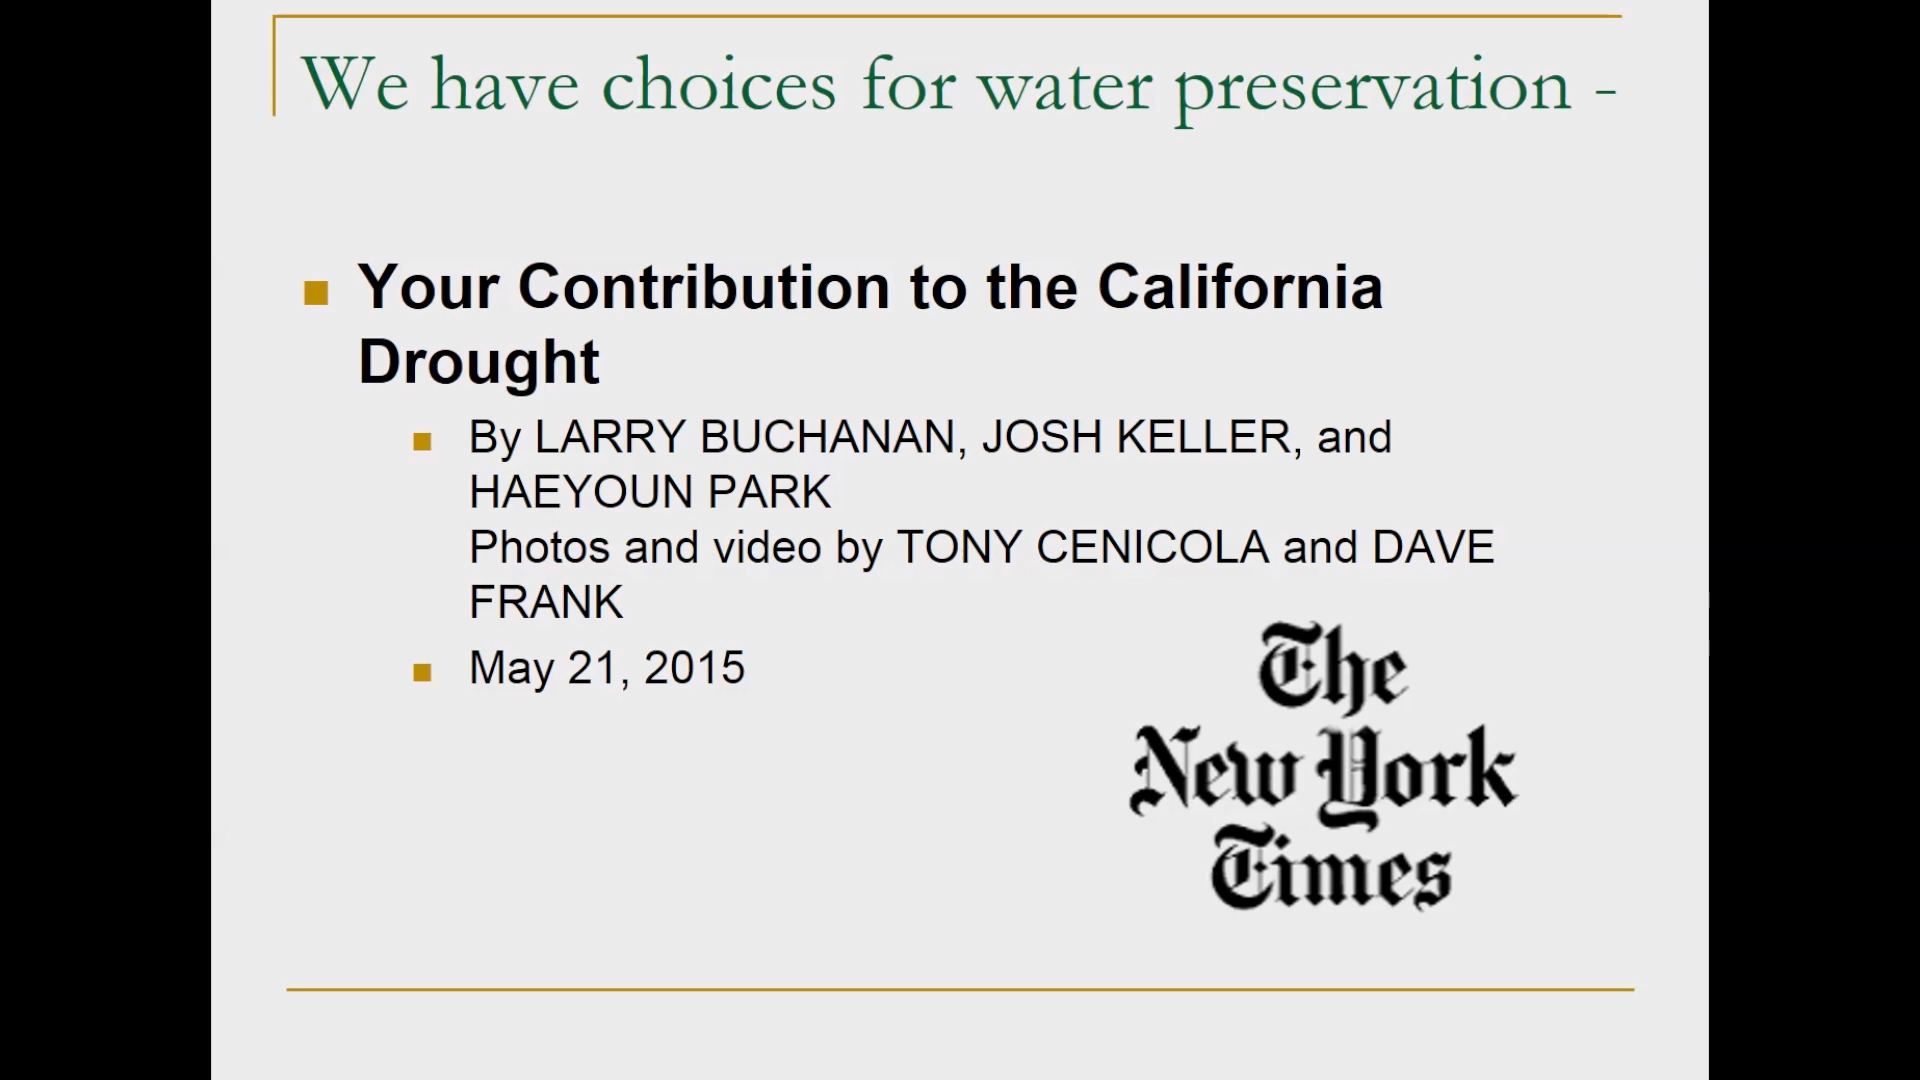 We have choices for water preservation -
Your Contribution to the California
Drought
By LARRY BUCHANAN, JOSH KELLER, and
HAEYOUN PARK
Photos and video by TONY CENICOLA and DAVE
FRANK
May 21, 2015
The
New York
Times